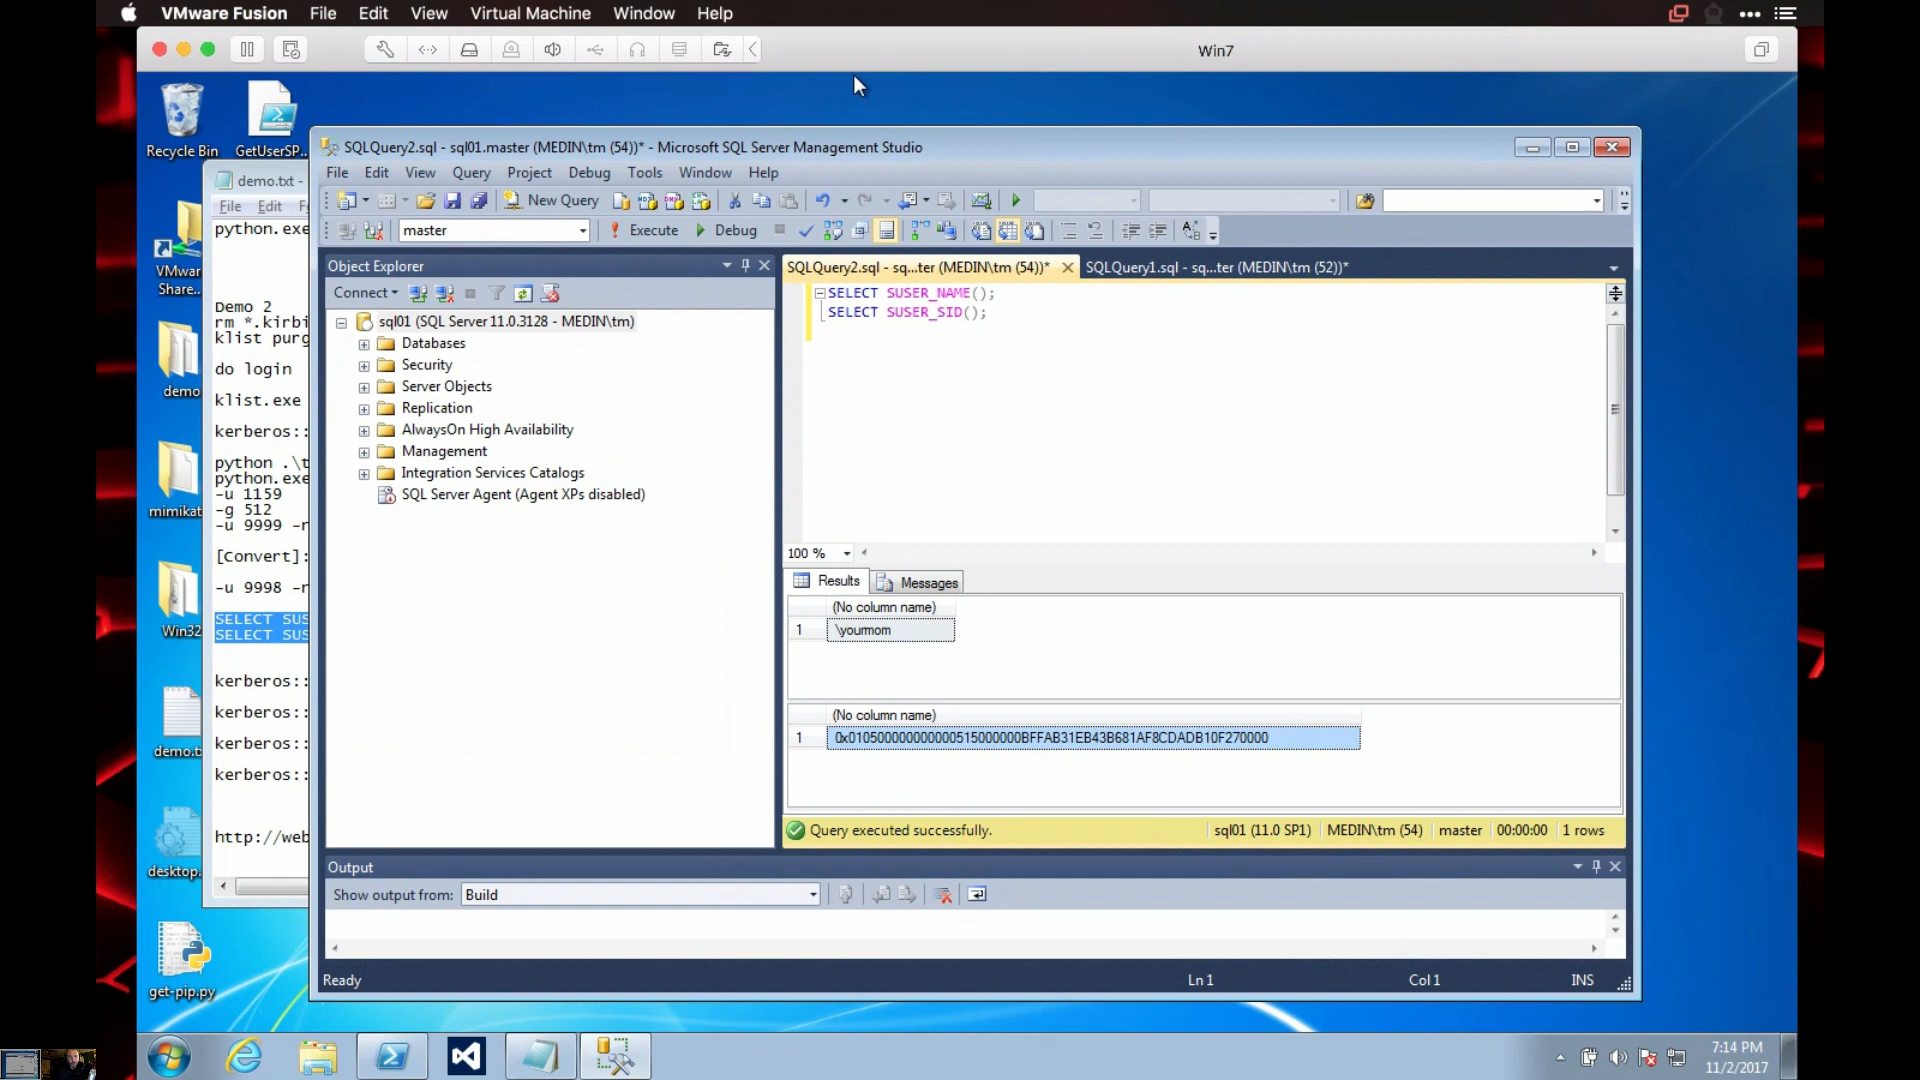 VMware Fusion File Edit View Virtual Machine Window Help
Win7
Recycle Bin
GetUserSP...
VMware
Share...
demo
mimikat
Win32
demo.t
desktop.
get-pip.py
demo.txt -
File Edit F
python.exe
Demo 2
rm *.kirbi
klist purg
do login
klist.exe
kerberos::
python .\t
python.exe
-u 1159
-g 512
-u 9999 -r
[Convert]:
-u 9998 -r
SELECT SUS
SELECT SUS
kerberos::
kerberos::
kerberos::
kerberos::
http://web
SQLQuery2.sql - sql01.master (MEDIN\tm (54))* - Microsoft SQL Server Management Studio
File Edit View Query Project Debug Tools Window Help
New Query
master
Execute
Debug
Object Explorer
Connect
sql01 (SQL Server 11.0.3128 - MEDIN\tm)
Databases
Security
Server Objects
Replication
AlwaysOn High Availability
Management
Integration Services Catalogs
SQL Server Agent (Agent XPs disabled)
SQLQuery2.sql - sq...ter (MEDIN\tm (54))*
SQLQuery1.sql - sq...ter (MEDIN\tm (52))*
SELECT SUSER_NAME();
SELECT SUSER_SID();
100 %
Results
Messages
(No column name)
1 \yourmom
(No column name)
1 0x010500000000000515000000BFFAB31EB43B681AF8CDADB10F270000
Query executed successfully.
sql01 (11.0 SP1) MEDIN\tm (54) master 00:00:00 1 rows
Output
Show output from: Build
Ready
Ln 1
Col 1
INS
7:14 PM
11/2/2017